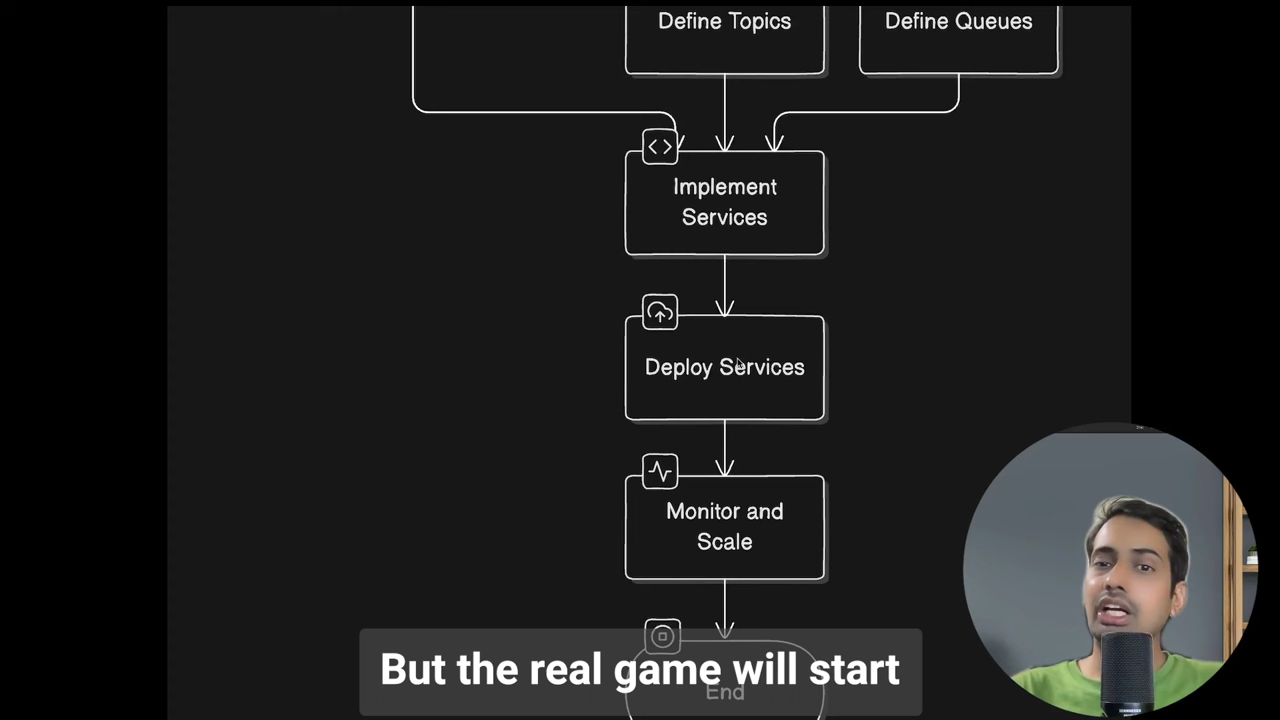 Define Topics
Define Queues
Implement
Services
Deploy Services
Monitor and
Scale
End
But the real game will start